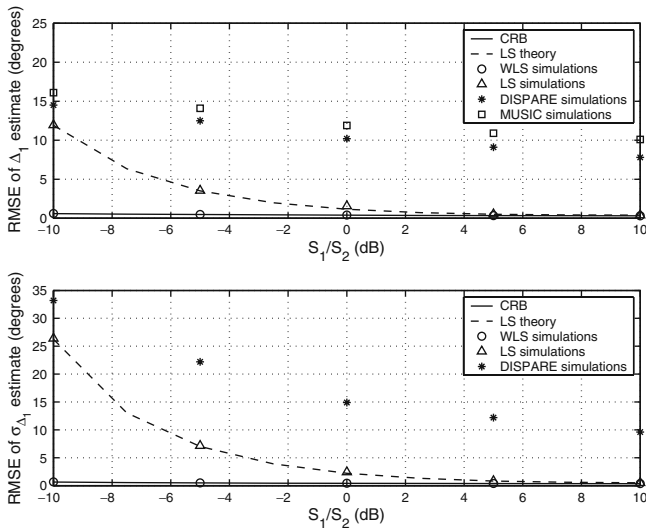 RMSE of Δ₁ estimate (degrees)
25
20
15
10
5
0
CRB
LS theory
WLS simulations
LS simulations
DISPARE simulations
MUSIC simulations
−10 −8 −6 −4 −2 0 2 4 6 8 10
S₁/S₂ (dB)
RMSE of σ_Δ₁ estimate (degrees)
35
30
25
20
15
10
5
0
CRB
LS theory
WLS simulations
LS simulations
DISPARE simulations
−10 −8 −6 −4 −2 0 2 4 6 8 10
S₁/S₂ (dB)